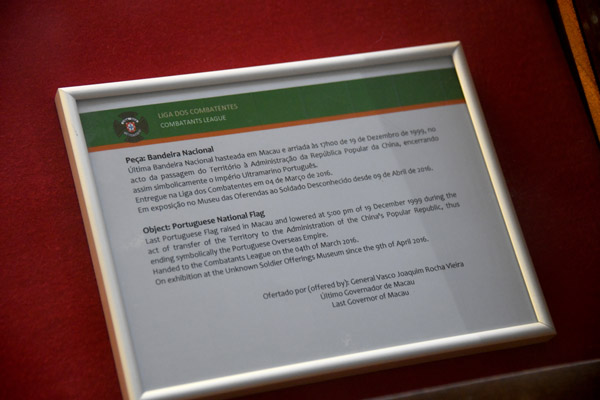 LIGA DOS COMBATENTES
COMBATANTS LEAGUE
Peça: Bandeira Nacional
Última Bandeira Nacional hasteada em Macau e arriada às 17h00 de 19 de Dezembro de 1999, no
acto da passagem do Território à Administração da República Popular da China, encerrando
assim simbolicamente o Império Ultramarino Português.
Entregue na Liga dos Combatentes em 04 de Março de 2016.
Em exposição no Museu das Oferendas ao Soldado Desconhecido desde 09 de Abril de 2016.
Object: Portuguese National Flag
Last Portuguese Flag raised in Macau and lowered at 5:00 pm of 19 December 1999 during the
act of transfer of the Territory to the Administration of the China's Popular Republic, thus
ending symbolically the Portuguese Overseas Empire.
Handed to the Combatants League on the 04th of March 2016.
On exhibition at the Unknown Soldier Offerings Museum since the 9th of April 2016.
Ofertado por (offered by): General Vasco Joaquim Rocha Vieira
Último Governador de Macau
Last Governor of Macau